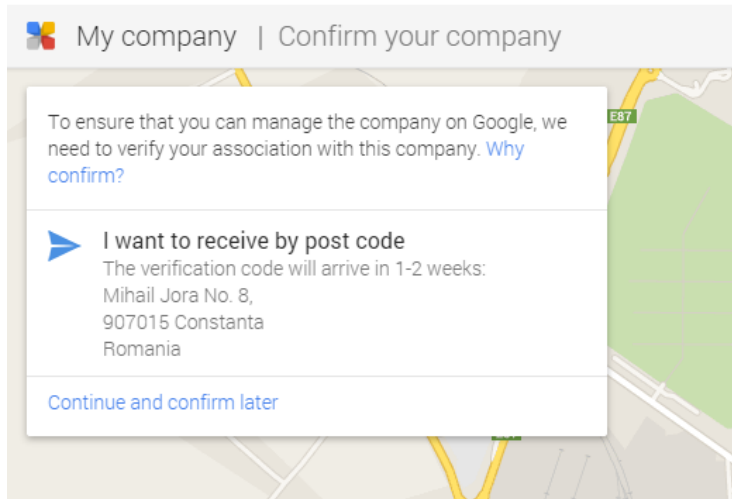 My company | Confirm your company
To ensure that you can manage the company on Google, we
need to verify your association with this company. Why
confirm?
E87
I want to receive by post code
The verification code will arrive in 1-2 weeks:
Mihail Jora No. 8,
907015 Constanta
Romania
Continue and confirm later